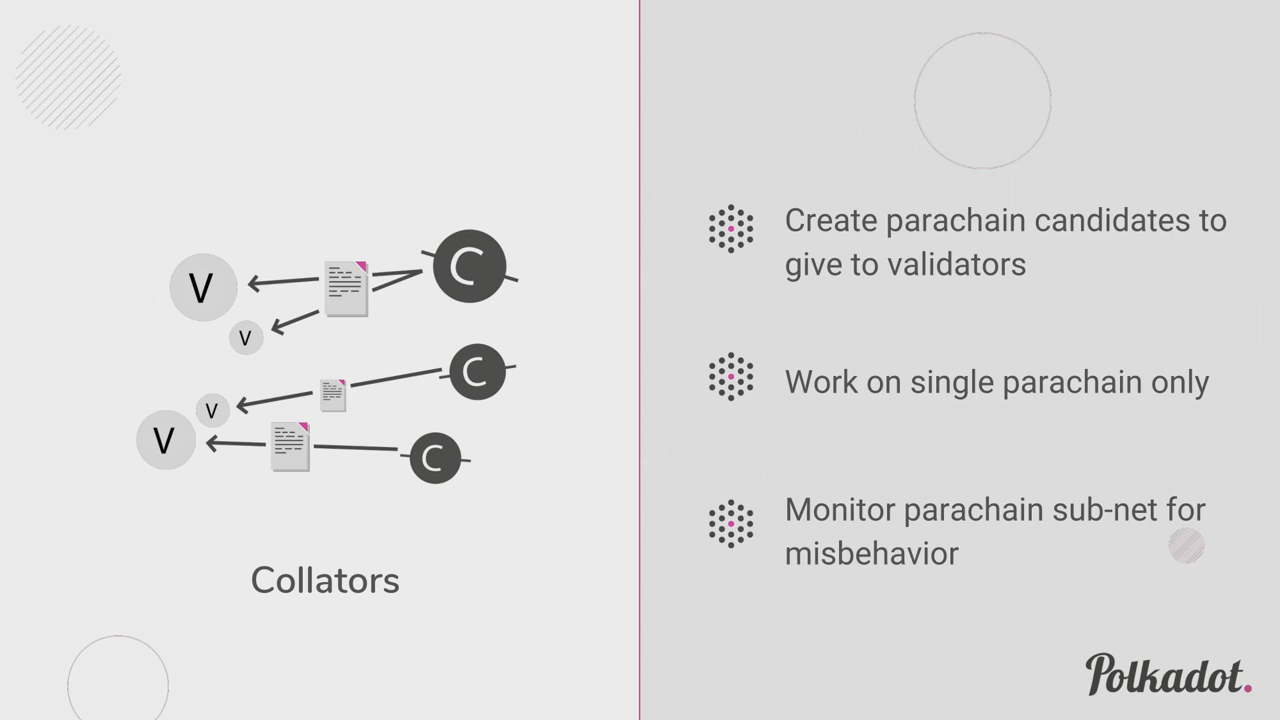 V
C
V
C
V
V
C
Collators
Create parachain candidates to
give to validators
Work on single parachain only
Monitor parachain sub-net for
misbehavior
Polkadot.